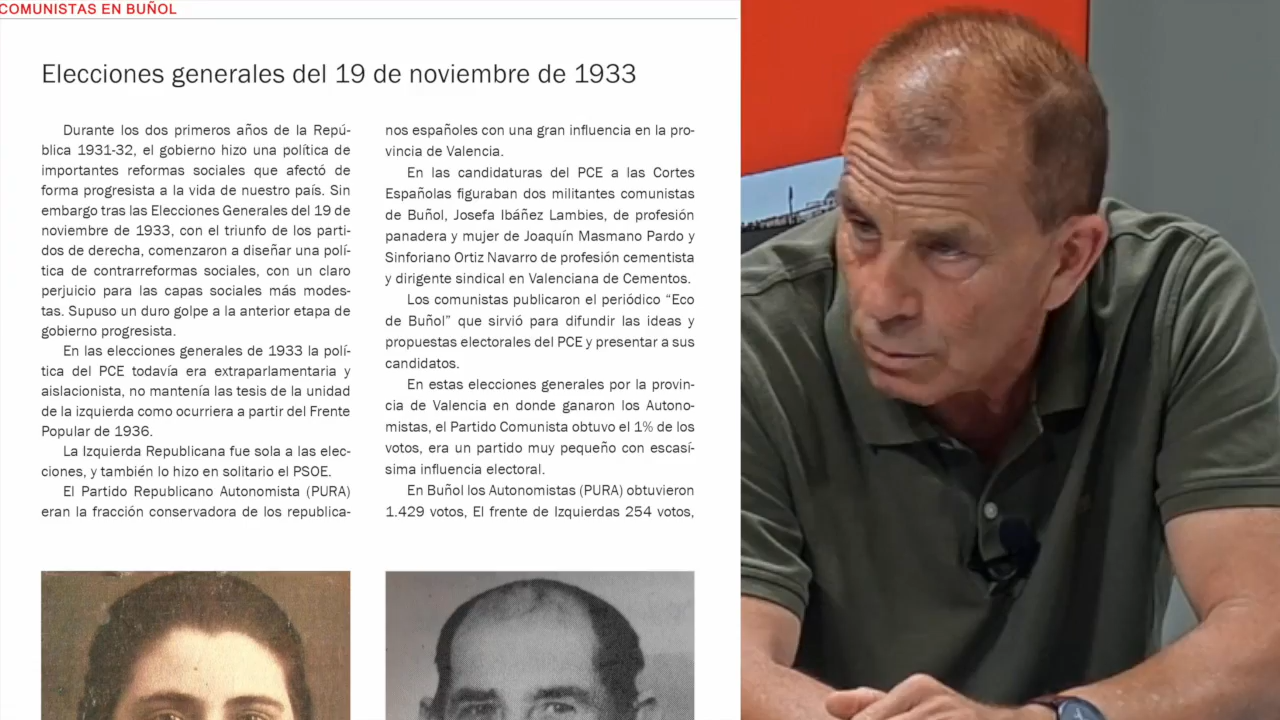 COMUNISTAS EN BUÑOL
Elecciones generales del 19 de noviembre de 1933
Durante los dos primeros años de la Repú-
blica 1931-32, el gobierno hizo una política de
importantes reformas sociales que afectó de
forma progresista a la vida de nuestro país. Sin
embargo tras las Elecciones Generales del 19 de
noviembre de 1933, con el triunfo de los parti-
dos de derecha, comenzaron a diseñar una polí-
tica de contrarreformas sociales, con un claro
perjuicio para las capas sociales más modes-
tas. Supuso un duro golpe a la anterior etapa de
gobierno progresista.
En las elecciones generales de 1933 la polí-
tica del PCE todavía era extraparlamentaria y
aislacionista, no mantenía las tesis de la unidad
de la izquierda como ocurriera a partir del Frente
Popular de 1936.
La Izquierda Republicana fue sola a las elec-
ciones, y también lo hizo en solitario el PSOE.
El Partido Republicano Autonomista (PURA)
eran la fracción conservadora de los republica-
nos españoles con una gran influencia en la pro-
vincia de Valencia.
En las candidaturas del PCE a las Cortes
Españolas figuraban dos militantes comunistas
de Buñol, Josefa Ibáñez Lambies, de profesión
panadera y mujer de Joaquín Masmano Pardo y
Sinforiano Ortiz Navarro de profesión cementista
y dirigente sindical en Valenciana de Cementos.
Los comunistas publicaron el periódico “Eco
de Buñol” que sirvió para difundir las ideas y
propuestas electorales del PCE y presentar a sus
candidatos.
En estas elecciones generales por la provin-
cia de Valencia en donde ganaron los Autono-
mistas, el Partido Comunista obtuvo el 1% de los
votos, era un partido muy pequeño con escasí-
sima influencia electoral.
En Buñol los Autonomistas (PURA) obtuvieron
1.429 votos, El frente de Izquierdas 254 votos,